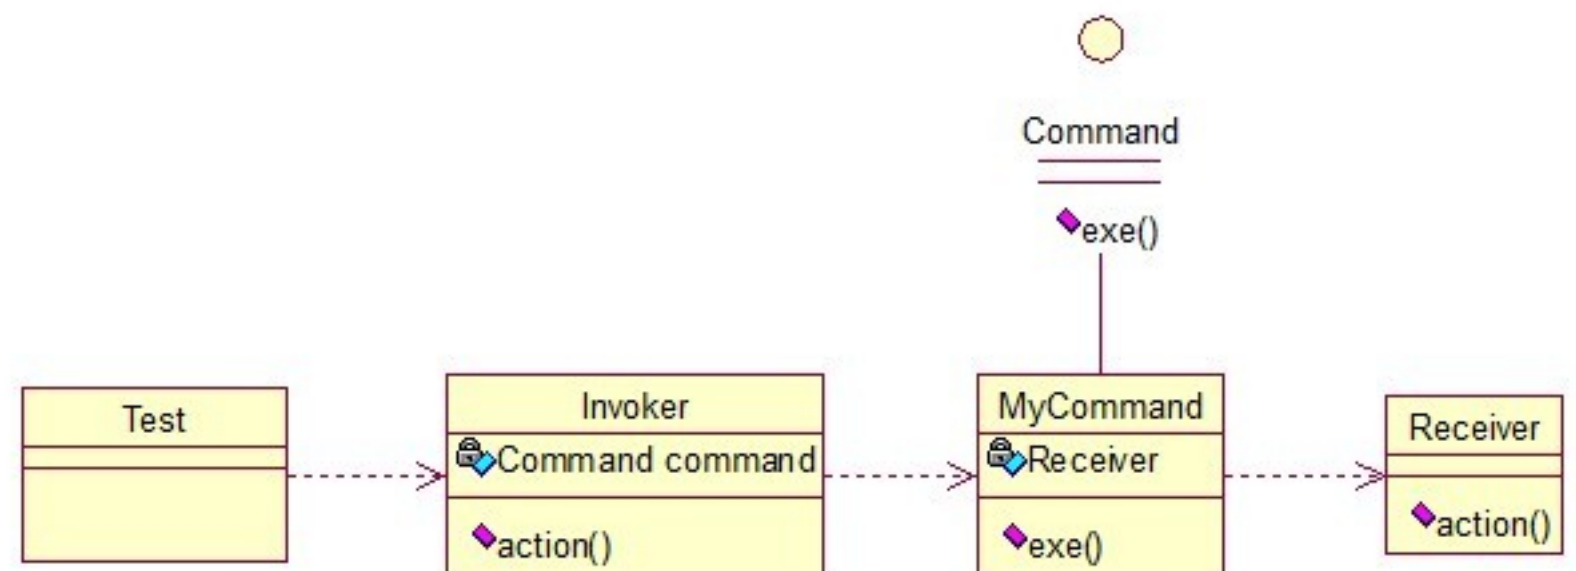 Command
exe()
Test
Invoker
Command command
action()
MyCommand
Receiver
exe()
Receiver
action()